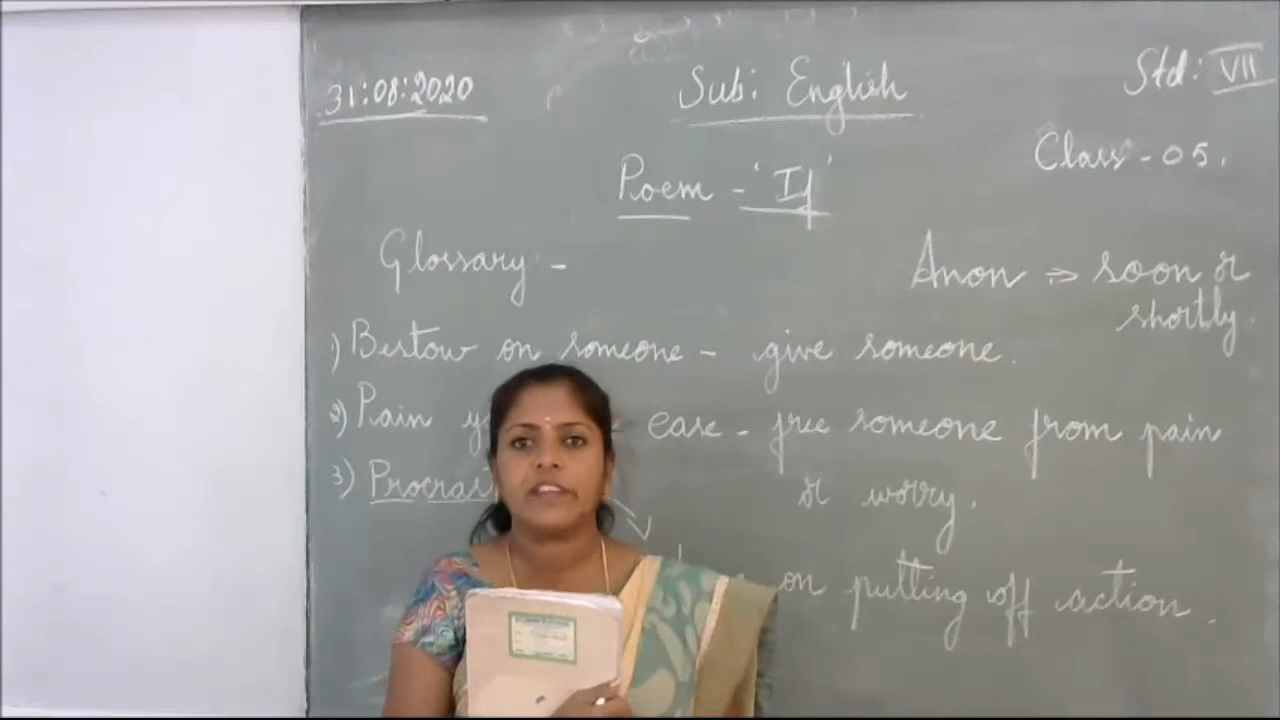 31:08:2020 Sub: English Std: VII
Class - 05.
Poem - 'If'
Glossary :-
Anon => soon or
shortly.
1) Bestow on someone - give someone.
2) Pain ease - free someone from pain
or worry.
3)
on putting off action.